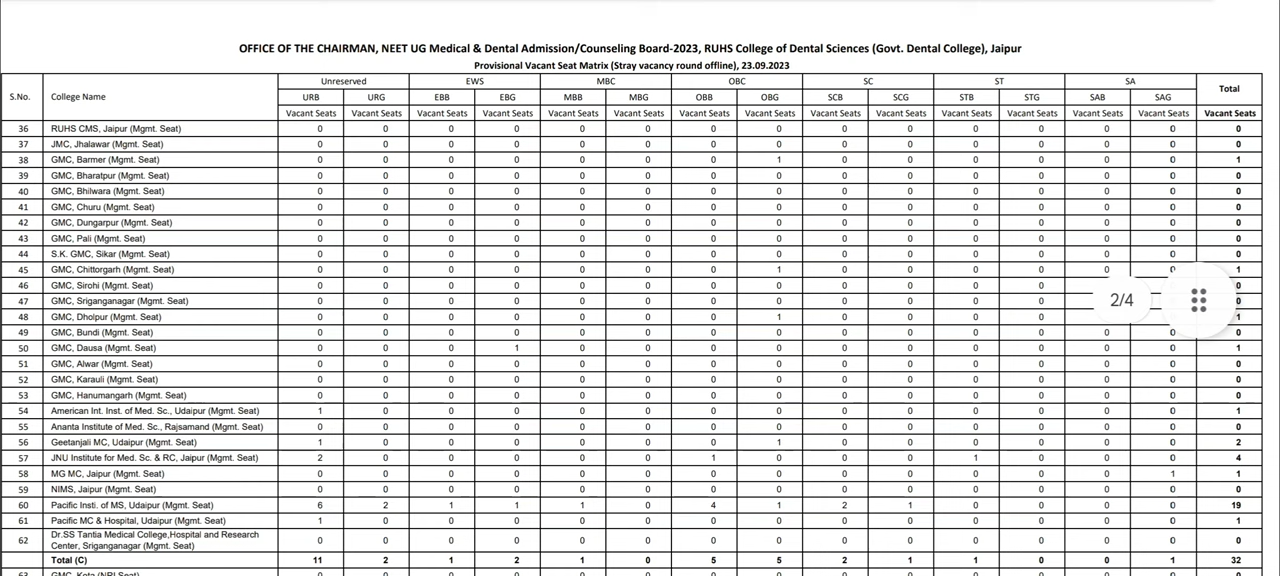 OFFICE OF THE CHAIRMAN, NEET UG Medical & Dental Admission/Counseling Board-2023, RUHS College of Dental Sciences (Govt. Dental College), Jaipur
Provisional Vacant Seat Matrix (Stray vacancy round offline), 23.09.2023
S.No. College Name Unreserved EWS MBC OBC SC ST SA Total
URB URG EBB EBG MBB MBG OBB OBG SCB SCG STB STG SAB SAG
Vacant Seats Vacant Seats Vacant Seats Vacant Seats Vacant Seats Vacant Seats Vacant Seats Vacant Seats Vacant Seats Vacant Seats Vacant Seats Vacant Seats Vacant Seats Vacant Seats Vacant Seats
36 RUHS CMS, Jaipur (Mgmt. Seat) 0 0 0 0 0 0 0 0 0 0 0 0 0 0 0
37 JMC, Jhalawar (Mgmt. Seat) 0 0 0 0 0 0 0 0 0 0 0 0 0 0 0
38 GMC, Barmer (Mgmt. Seat) 0 0 0 0 0 0 0 1 0 0 0 0 0 0 1
39 GMC, Bharatpur (Mgmt. Seat) 0 0 0 0 0 0 0 0 0 0 0 0 0 0 0
40 GMC, Bhilwara (Mgmt. Seat) 0 0 0 0 0 0 0 0 0 0 0 0 0 0 0
41 GMC, Churu (Mgmt. Seat) 0 0 0 0 0 0 0 0 0 0 0 0 0 0 0
42 GMC, Dungarpur (Mgmt. Seat) 0 0 0 0 0 0 0 0 0 0 0 0 0 0 0
43 GMC, Pali (Mgmt. Seat) 0 0 0 0 0 0 0 0 0 0 0 0 0 0 0
44 S.K. GMC, Sikar (Mgmt. Seat) 0 0 0 0 0 0 0 0 0 0 0 0 0 0 0
45 GMC, Chittorgarh (Mgmt. Seat) 0 0 0 0 0 0 0 1 0 0 0 0 0 0 1
46 GMC, Sirohi (Mgmt. Seat) 0 0 0 0 0 0 0 0 0 0 0 0 0
47 GMC, Sriganganagar (Mgmt. Seat) 0 0 0 0 0 0 0 0 0 0 0 0 0
2/4
48 GMC, Dholpur (Mgmt. Seat) 0 0 0 0 0 0 0 1 0 0 0 0 1
49 GMC, Bundi (Mgmt. Seat) 0 0 0 0 0 0 0 0 0 0 0 0 0 0 0
50 GMC, Dausa (Mgmt. Seat) 0 0 0 1 0 0 0 0 0 0 0 0 0 0 1
51 GMC, Alwar (Mgmt. Seat) 0 0 0 0 0 0 0 0 0 0 0 0 0 0 0
52 GMC, Karauli (Mgmt. Seat) 0 0 0 0 0 0 0 0 0 0 0 0 0 0 0
53 GMC, Hanumangarh (Mgmt. Seat) 0 0 0 0 0 0 0 0 0 0 0 0 0 0 0
54 American Int. Inst. of Med. Sc., Udaipur (Mgmt. Seat) 1 0 0 0 0 0 0 0 0 0 0 0 0 0 1
55 Ananta Institute of Med. Sc., Rajsamand (Mgmt. Seat) 0 0 0 0 0 0 0 0 0 0 0 0 0 0 0
56 Geetanjali MC, Udaipur (Mgmt. Seat) 1 0 0 0 0 0 0 1 0 0 0 0 0 0 2
57 JNU Institute for Med. Sc. & RC, Jaipur (Mgmt. Seat) 2 0 0 0 0 0 1 0 0 0 1 0 0 0 4
58 MG MC, Jaipur (Mgmt. Seat) 0 0 0 0 0 0 0 0 0 0 0 0 0 1 1
59 NIMS, Jaipur (Mgmt. Seat) 0 0 0 0 0 0 0 0 0 0 0 0 0 0 0
60 Pacific Insti. of MS, Udaipur (Mgmt. Seat) 6 2 1 1 1 0 4 1 2 1 0 0 0 0 19
61 Pacific MC & Hospital, Udaipur (Mgmt. Seat) 1 0 0 0 0 0 0 0 0 0 0 0 0 0 1
62 Dr.SS Tantia Medical College,Hospital and Research
Center, Sriganganagar (Mgmt. Seat) 0 0 0 0 0 0 0 0 0 0 0 0 0 0 0
Total (C) 11 2 1 2 1 0 5 5 2 1 1 0 0 1 32
63 GMC, Kota (NRI Seat)